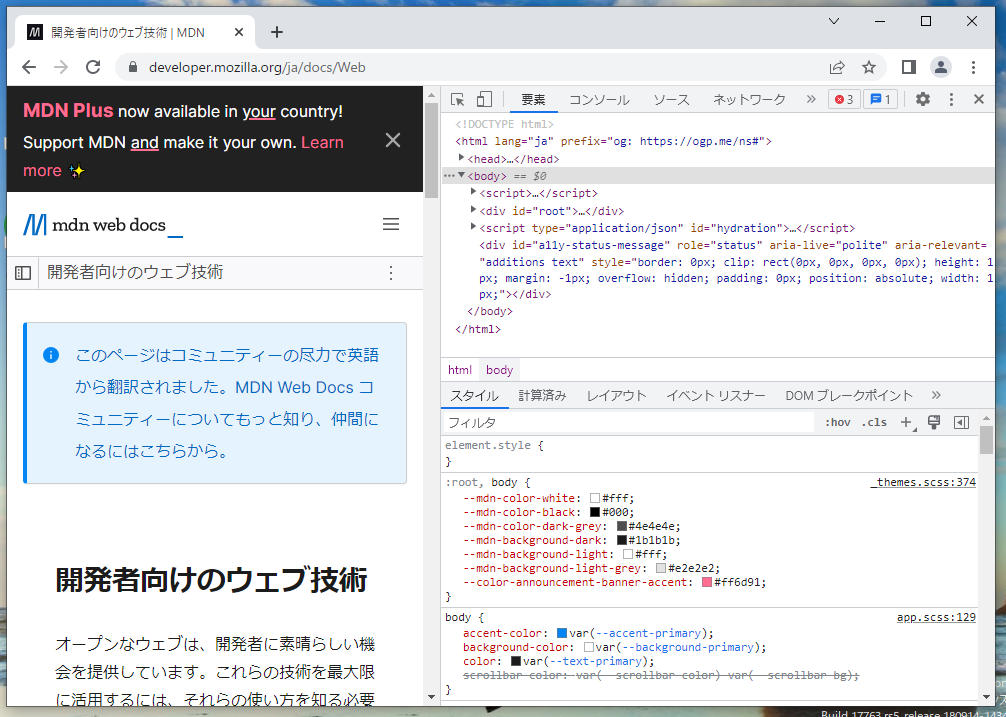 開発者向けのウェブ技術 | MDN
developer.mozilla.org/ja/docs/Web
MDN Plus now available in your country!
Support MDN and make it your own. Learn
more ✨
mdn web docs_
開発者向けのウェブ技術
このページはコミュニティーの尽力で英語
から翻訳されました。MDN Web Docs コ
ミュニティーについてもっと知り、仲間に
なるにはこちらから。
開発者向けのウェブ技術
オープンなウェブは、開発者に素晴らしい機
会を提供しています。これらの技術を最大限
に活用するには、それらの使い方を知る必要
要素 コンソール ソース ネットワーク » 3 1
<!DOCTYPE html>
<html lang="ja" prefix="og: https://ogp.me/ns#">
<head>…</head>
<body> == $0
<script>…</script>
<div id="root">…</div>
<script type="application/json" id="hydration">…</script>
<div id="a11y-status-message" role="status" aria-live="polite" aria-relevant=
"additions text" style="border: 0px; clip: rect(0px, 0px, 0px, 0px); height: 1
px; margin: -1px; overflow: hidden; padding: 0px; position: absolute; width: 1
px;"></div>
</body>
</html>
html body
スタイル 計算済み レイアウト イベント リスナー DOM ブレークポイント »
フィルタ :hov .cls
element.style {
}
:root, body { _themes.scss:374
--mdn-color-white: #fff;
--mdn-color-black: #000;
--mdn-color-dark-grey: #4e4e4e;
--mdn-background-dark: #1b1b1b;
--mdn-background-light: #fff;
--mdn-background-light-grey: #e2e2e2;
--color-announcement-banner-accent: #ff6d91;
}
body { app.scss:129
accent-color: var(--accent-primary);
background-color: var(--background-primary);
color: var(--text-primary);
scrollbar-color: var(--scrollbar-color) var(--scrollbar-bg);
}